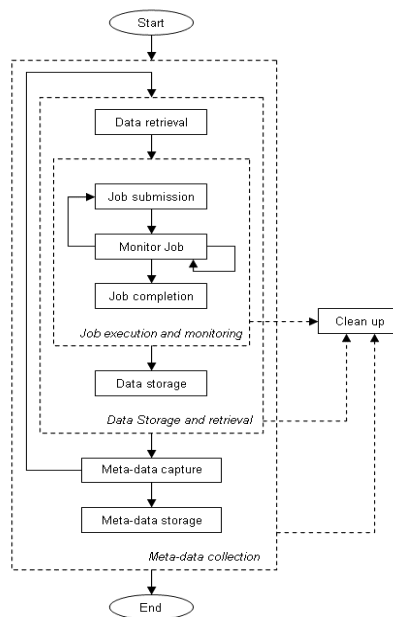 Start
Data retrieval
Job submission
Monitor Job
Job completion
Job execution and monitoring
Clean up
Data storage
Data Storage and retrieval
Meta-data capture
Meta-data storage
Meta-data collection
End